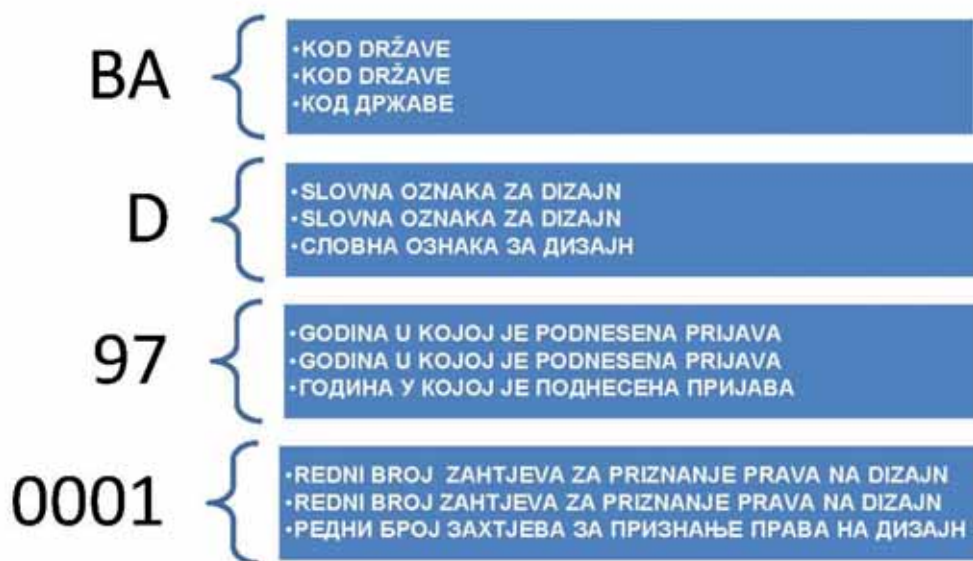 BA
•KOD DRŽAVE
•KOD DRŽAVE
•КОД ДРЖАВЕ
D
•SLOVNA OZNAKA ZA DIZAJN
•SLOVNA OZNAKA ZA DIZAJN
•СЛОВНА ОЗНАКА ЗА ДИЗАЈН
97
•GODINA U KOJOJ JE PODNESENA PRIJAVA
•GODINA U KOJOJ JE PODNESENA PRIJAVA
•ГОДИНА У КОЈОЈ ЈЕ ПОДНЕСЕНА ПРИЈАВА
0001
•REDNI BROJ ZAHTJEVA ZA PRIZNANJE PRAVA NA DIZAJN
•REDNI BROJ ZAHTJEVA ZA PRIZNANJE PRAVA NA DIZAJN
•РЕДНИ БРОЈ ЗАХТЈЕВА ЗА ПРИЗНАЊЕ ПРАВА НА ДИЗАЈН